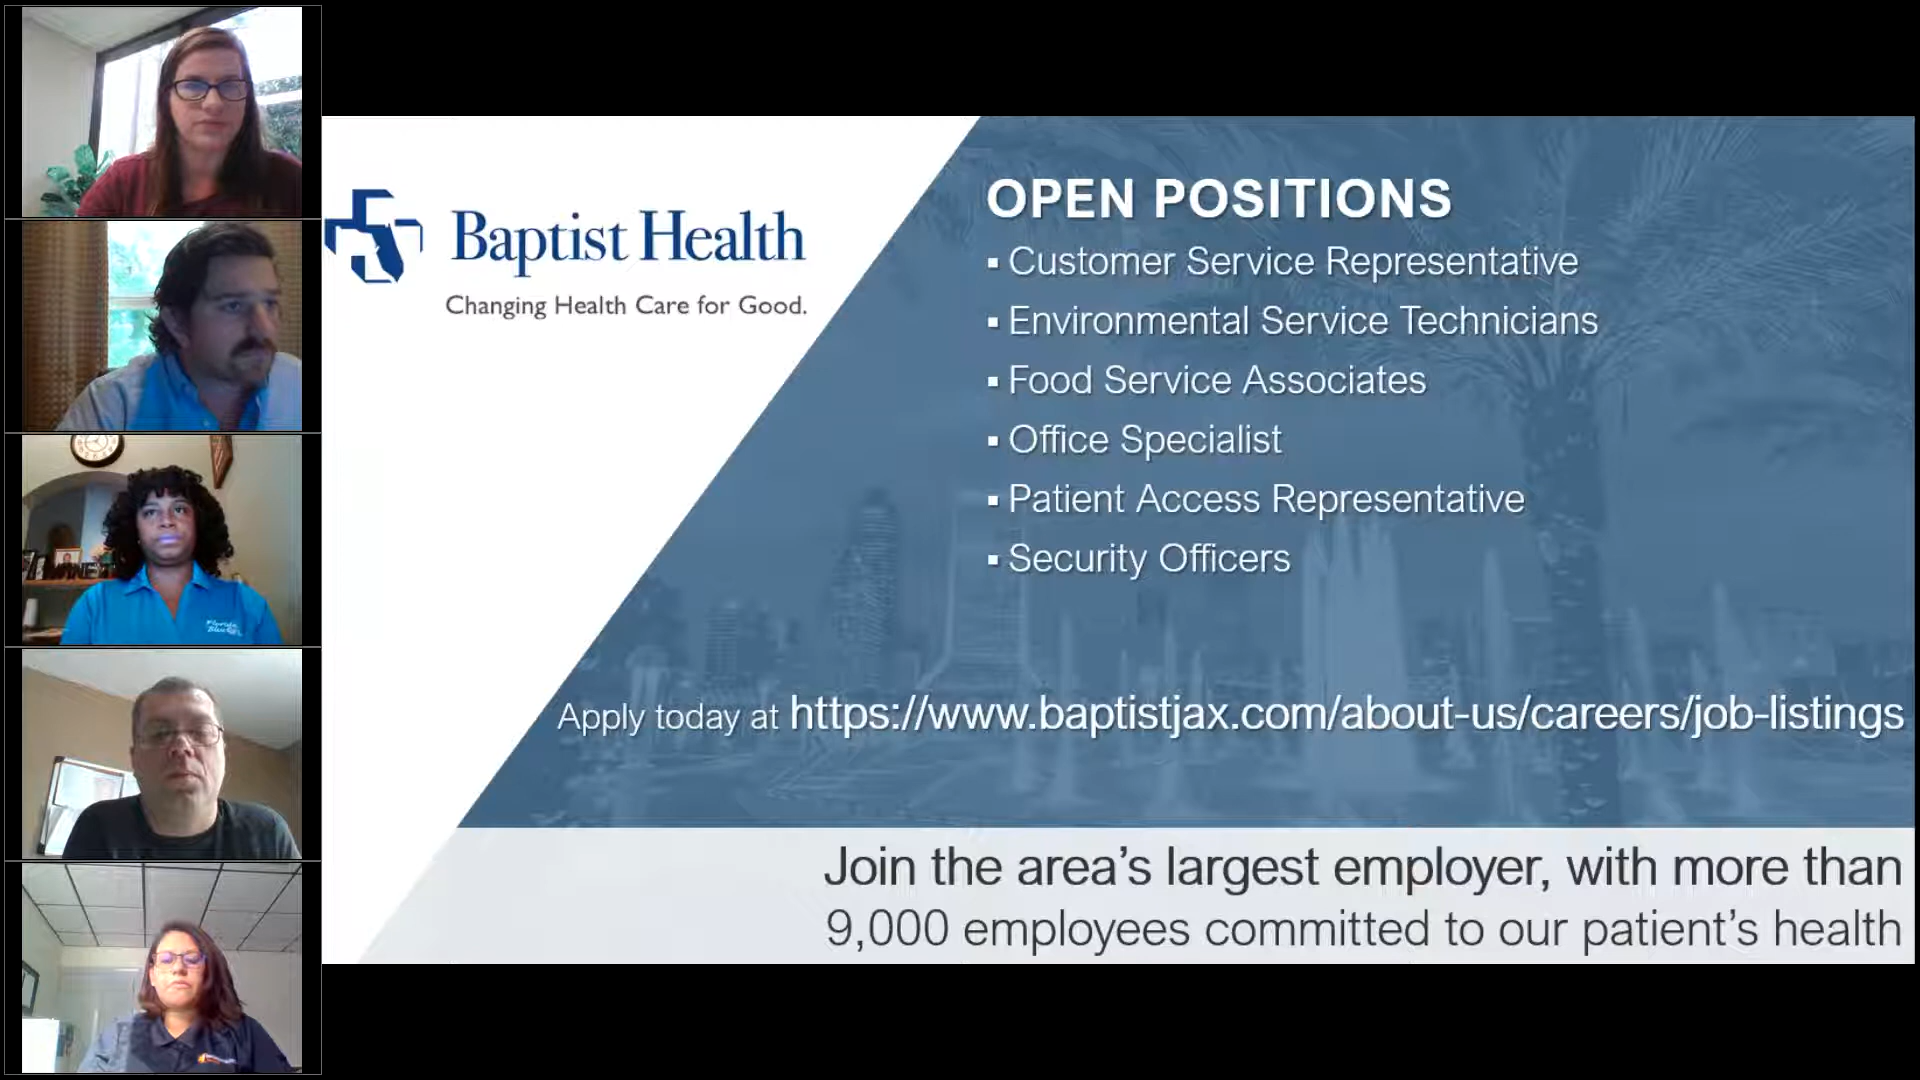 Baptist Health
Changing Health Care for Good.
OPEN POSITIONS
▪ Customer Service Representative
▪ Environmental Service Technicians
▪ Food Service Associates
▪ Office Specialist
▪ Patient Access Representative
▪ Security Officers
Apply today at https://www.baptistjax.com/about-us/careers/job-listings
Join the area’s largest employer, with more than
9,000 employees committed to our patient’s health
Florida
Blue